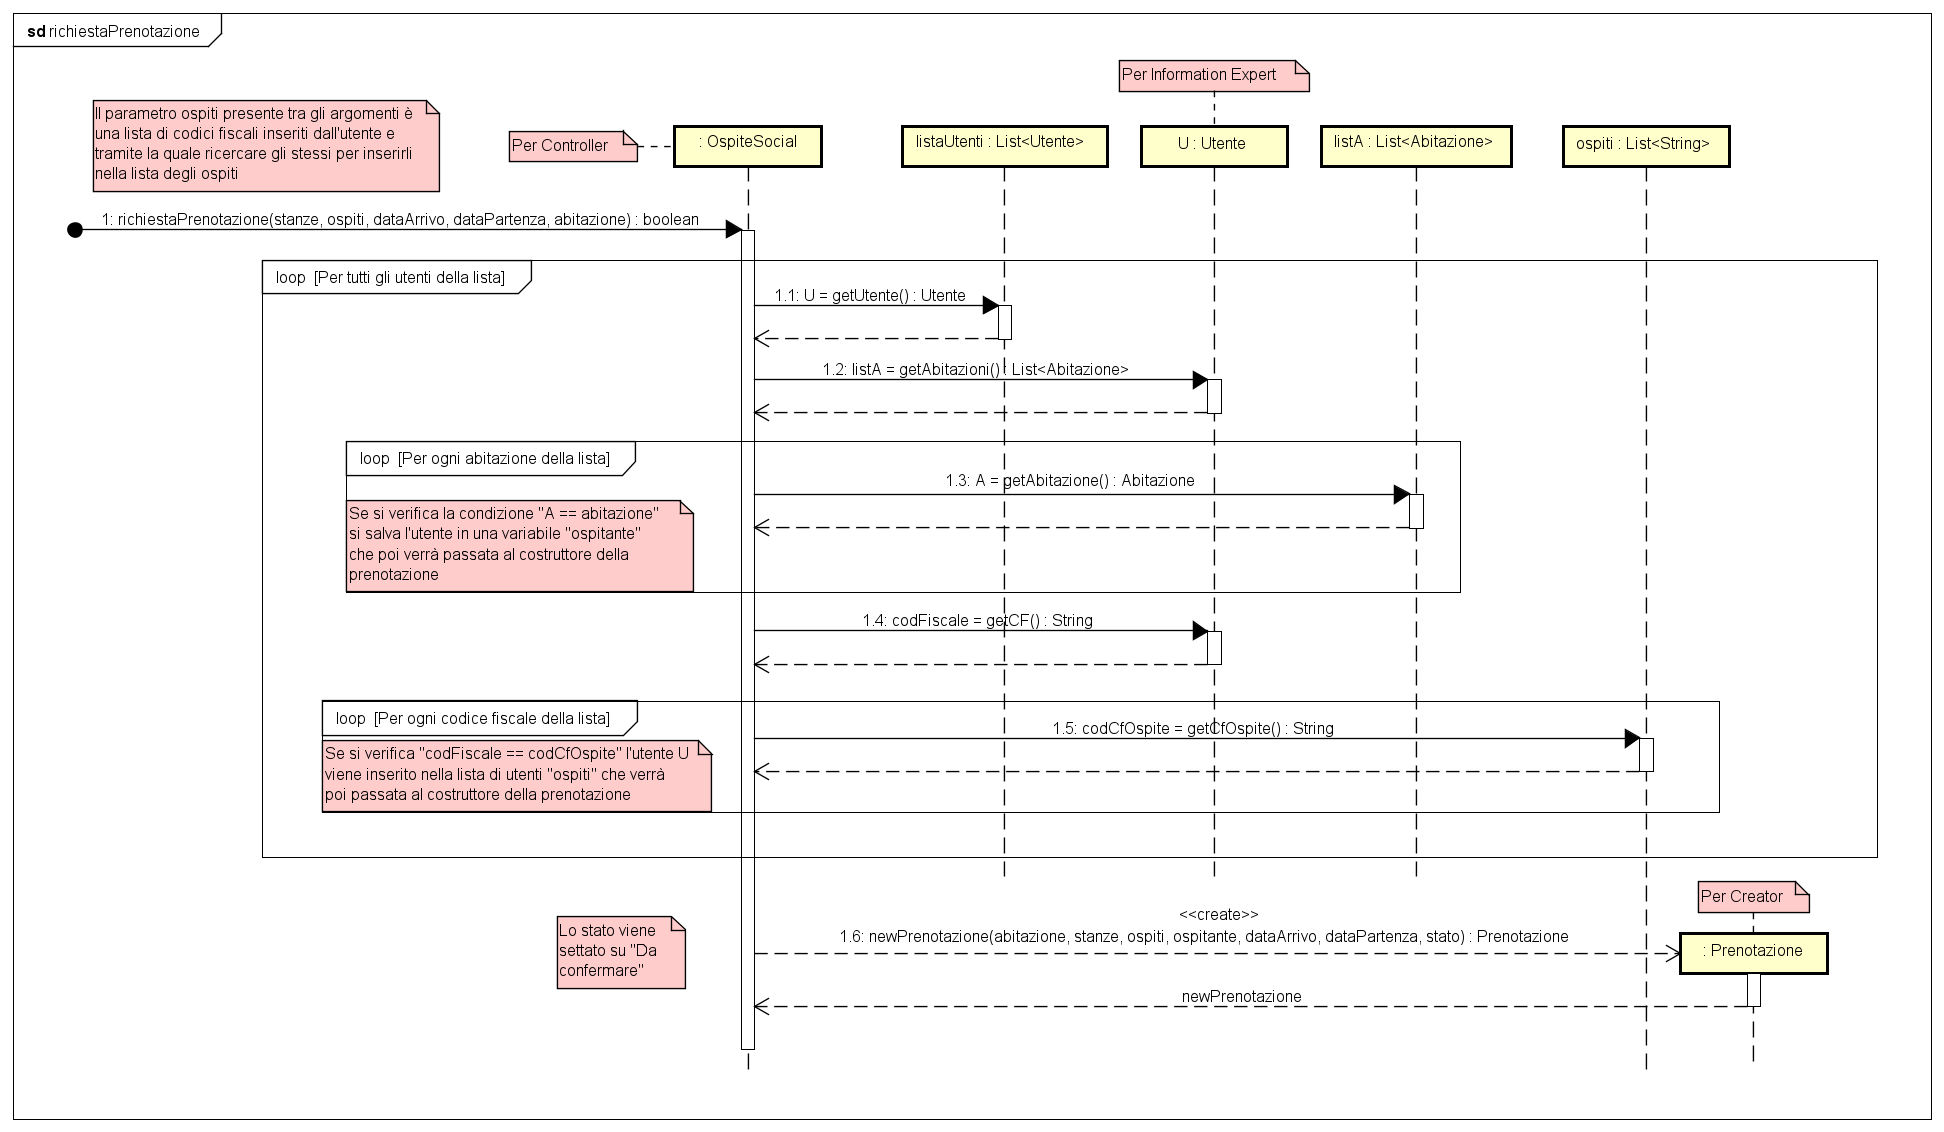 sd richiestaPrenotazione
Per Information Expert
Il parametro ospiti presente tra gli argomenti è
una lista di codici fiscali inseriti dall'utente e
tramite la quale ricercare gli stessi per inserirli
nella lista degli ospiti
Per Controller
: OspiteSocial
listaUtenti : List<Utente>
U : Utente
listA : List<Abitazione>
ospiti : List<String>
1: richiestaPrenotazione(stanze, ospiti, dataArrivo, dataPartenza, abitazione) : boolean
loop [Per tutti gli utenti della lista]
1.1: U = getUtente() : Utente
1.2: listA = getAbitazioni() : List<Abitazione>
loop [Per ogni abitazione della lista]
1.3: A = getAbitazione() : Abitazione
Se si verifica la condizione "A == abitazione"
si salva l'utente in una variabile "ospitante"
che poi verrà passata al costruttore della
prenotazione
1.4: codFiscale = getCF() : String
loop [Per ogni codice fiscale della lista]
1.5: codCfOspite = getCfOspite() : String
Se si verifica "codFiscale == codCfOspite" l'utente U
viene inserito nella lista di utenti "ospiti" che verrà
poi passata al costruttore della prenotazione
Per Creator
Lo stato viene
settato su "Da
confermare"
<<create>>
1.6: newPrenotazione(abitazione, stanze, ospiti, ospitante, dataArrivo, dataPartenza, stato) : Prenotazione
: Prenotazione
newPrenotazione